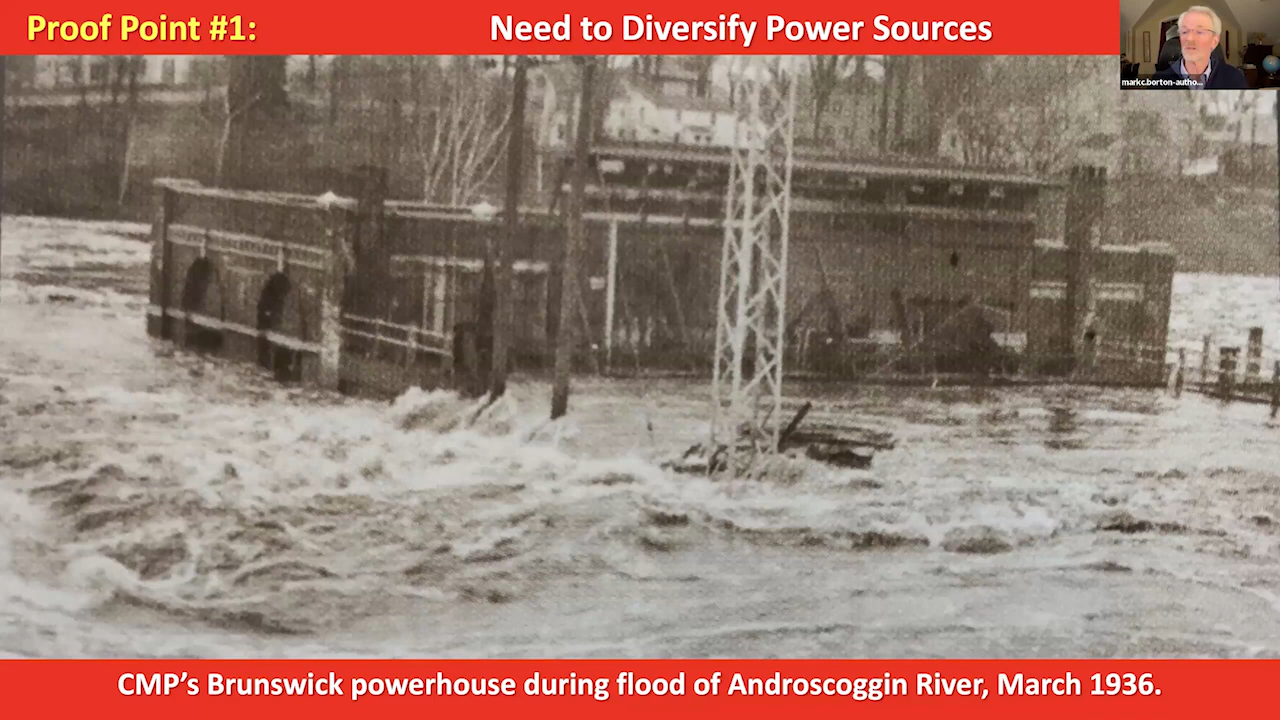 Proof Point #1:
Need to Diversify Power Sources
markc.borton-autho...
CMP's Brunswick powerhouse during flood of Androscoggin River, March 1936.